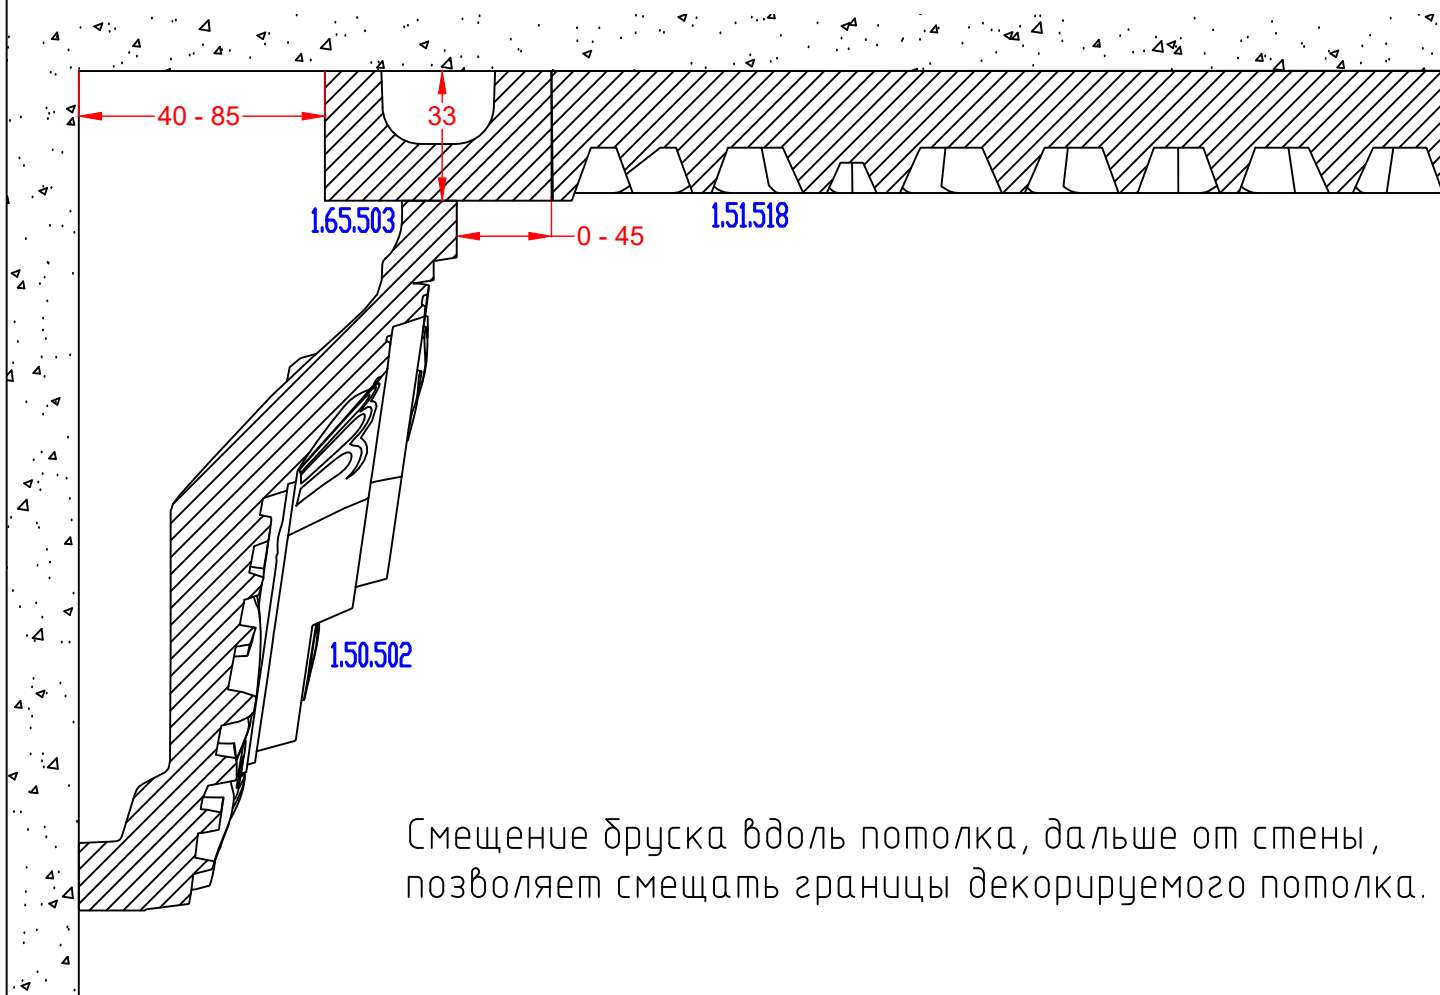 40 - 85
33
1.65.503
1.51.518
0 - 45
1.50.502
Смещение бруска вдоль потолка, дальше от стены,
позволяет смещать границы декорируемого потолка.